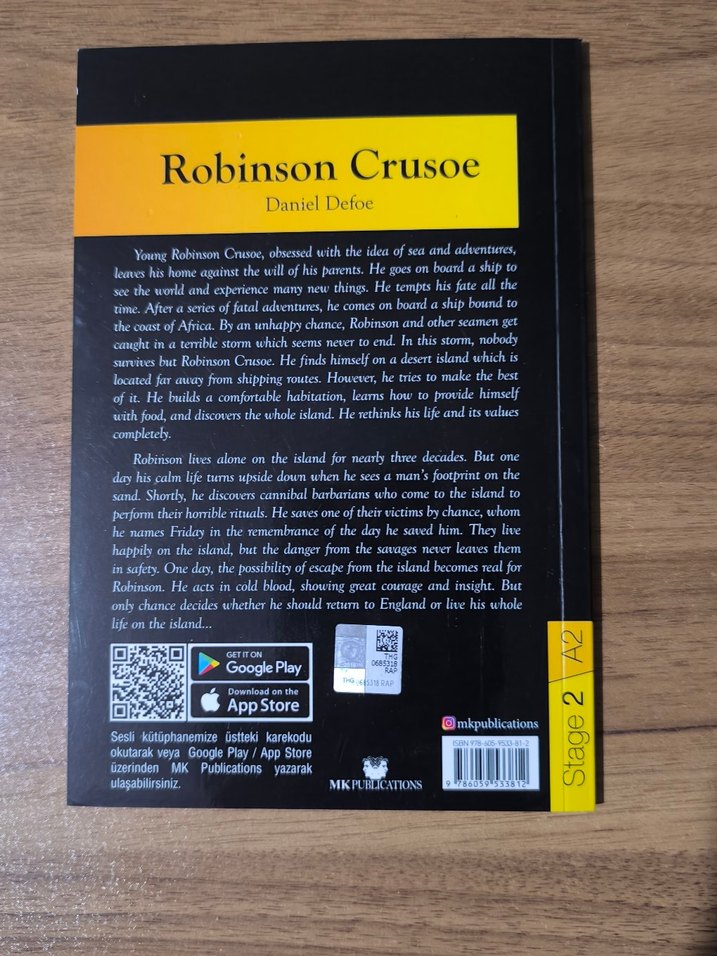 Robinson Crusoe
Daniel Defoe
Young Robinson Crusoe, obsessed with the idea of sea and adventures,
leaves his home against the will of his parents. He goes on board a ship to
see the world and experience many new things. He tempts his fate all the
time. After a series of fatal adventures, he comes on board a ship bound to
the coast of Africa. By an unhappy chance, Robinson and other seamen get
caught in a terrible storm which seems never to end. In this storm, nobody
survives but Robinson Crusoe. He finds himself on a desert island which is
located far away from shipping routes. However, he tries to make the best
of it. He builds a comfortable habitation, learns how to provide himself
with food, and discovers the whole island. He rethinks his life and its values
completely.
Robinson lives alone on the island for nearly three decades. But one
day his calm life turns upside down when he sees a man's footprint on the
sand. Shortly, he discovers cannibal barbarians who come to the island to
perform their horrible rituals. He saves one of their victims by chance, whom
he names Friday in the remembrance of the day he saved him. They live
happily on the island, but the danger from the savages never leaves them
in safety. One day, the possibility of escape from the island becomes real for
Robinson. He acts in cold blood, showing great courage and insight. But
only chance decides whether he should return to England or live his whole
life on the island...
GET IT ON
Google Play
Download on the
App Store
THG
0685318
RAP
THG 0685318 RAP
Sesli kütüphanemize üstteki karekodu
okutarak veya Google Play / App Store
üzerinden MK Publications yazarak
ulaşabilirsiniz.
MK PUBLICATIONS
mkpublications
ISBN 978-605-9533-81-2
9 786059 533812
Stage 2 A2